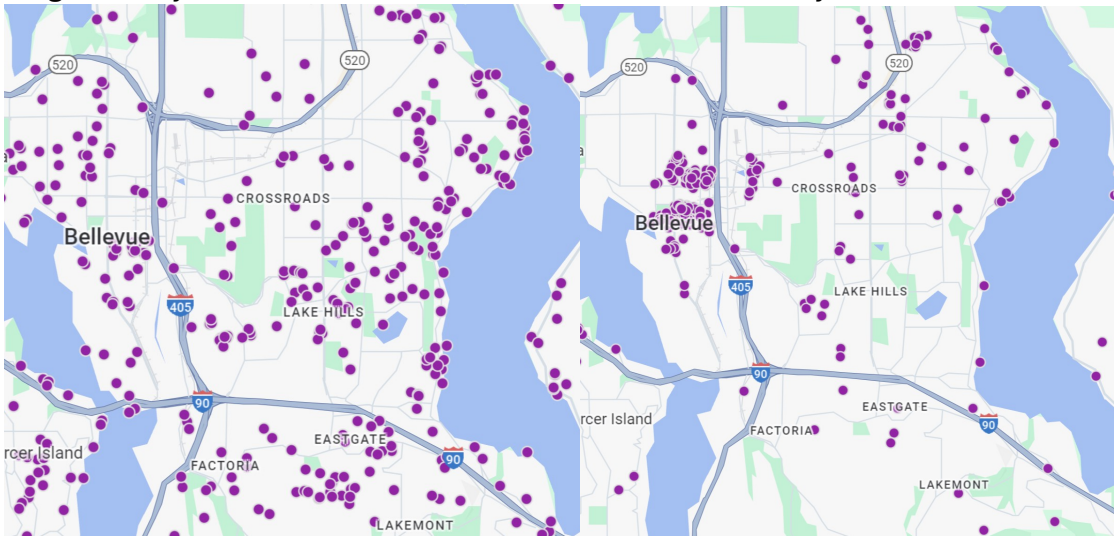 520
520
CROSSROADS
Bellevue
405
LAKE HILLS
90
EASTGATE
rcer Island
FACTORIA
90
LAKEMONT
520
520
CROSSROADS
Bellevue
405
LAKE HILLS
90
EASTGATE
rcer Island
90
FACTORIA
LAKEMONT